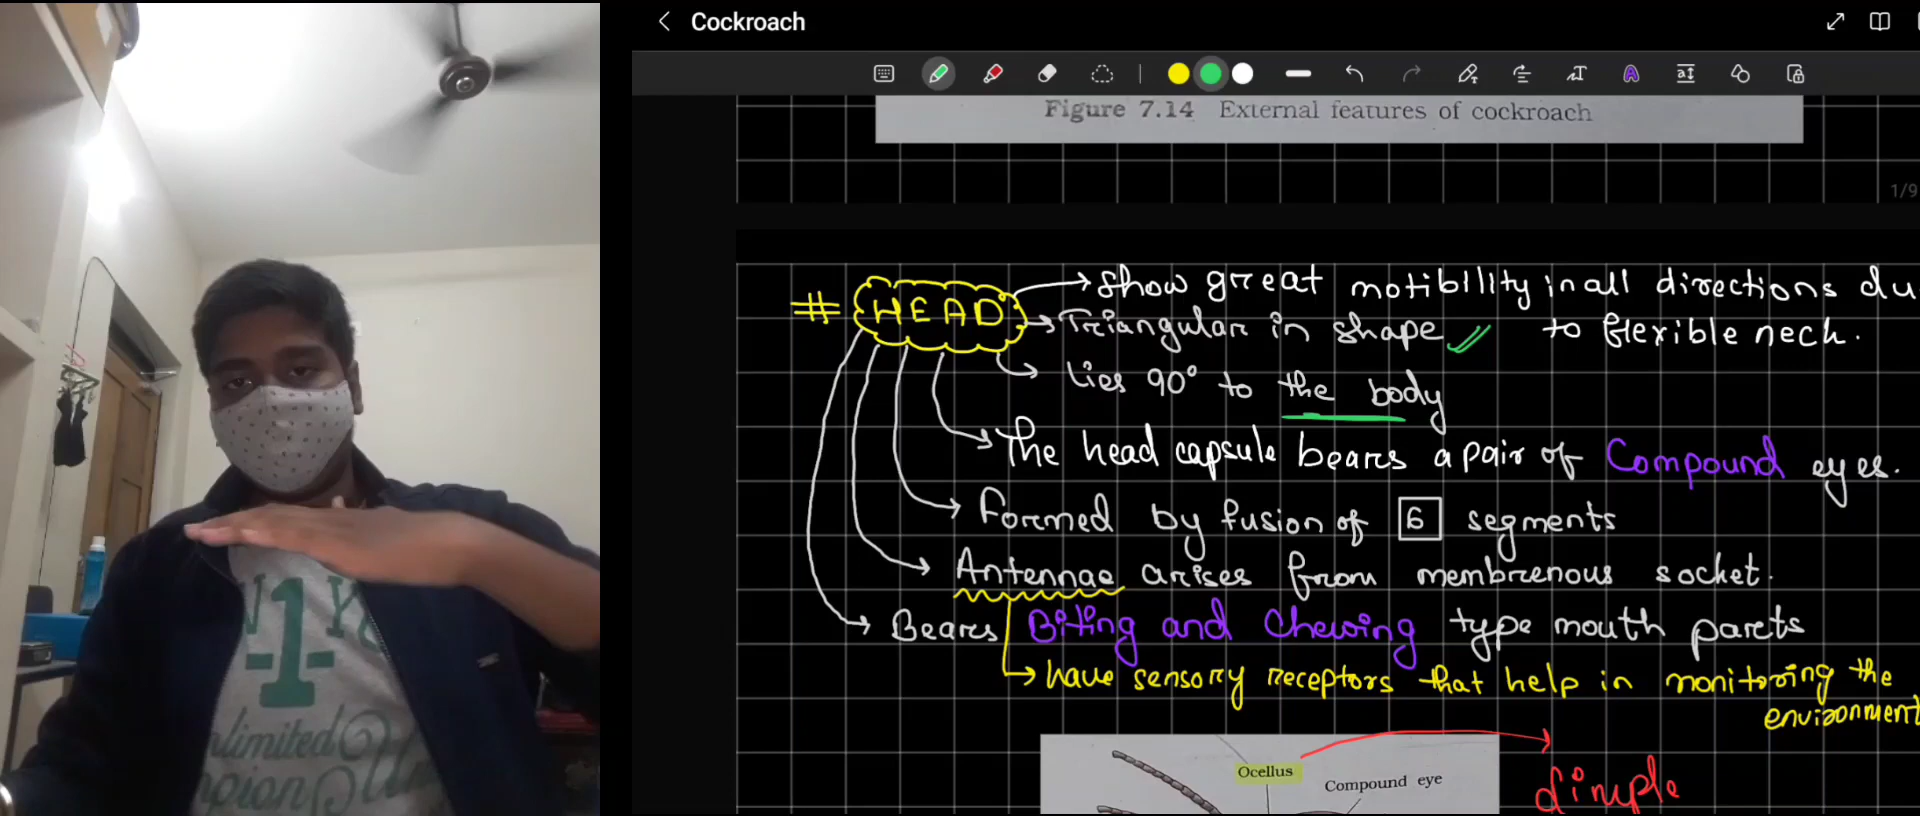 Cockroach
Figure 7.14 External features of cockroach
1/9
# HEAD
show great motibility in all directions du
to flexible neck.
Triangular in shape
Lies 90° to the body
The head capsule bears a pair of Compound eyes.
Formed by fusion of 6 segments
Antennae arises from membrenous socket.
Bears Biting and Chewing type mouth parts
have sensory receptors that help in monitoring the
environment
Ocellus
Compound eye
N 1 Y
nlimited
mpion